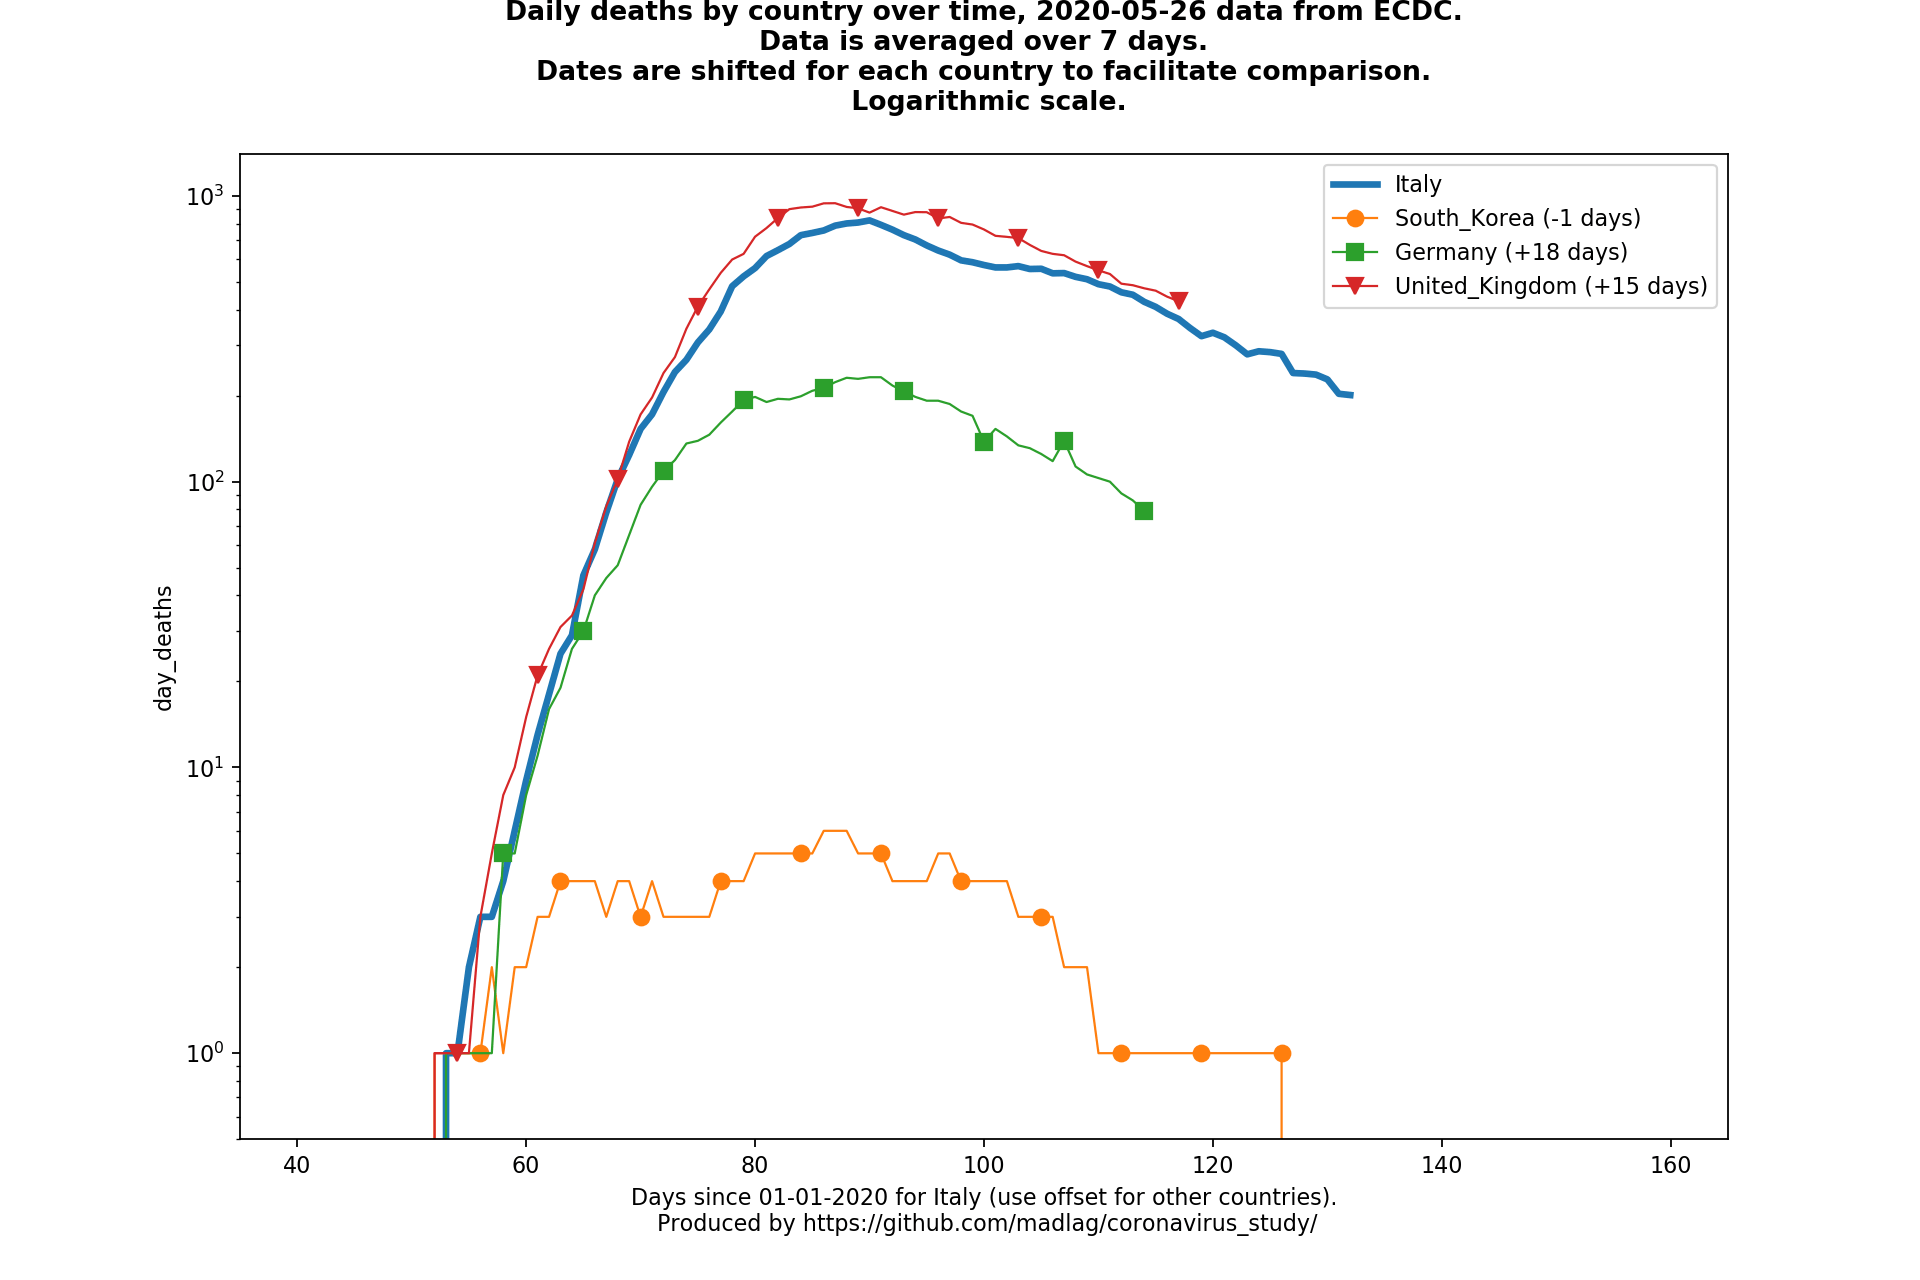 Daily deaths by country over time, 2020-05-26 data from ECDC.
Data is averaged over 7 days.
Dates are shifted for each country to facilitate comparison.
Logarithmic scale.
Italy
South_Korea (-1 days)
Germany (+18 days)
United_Kingdom (+15 days)
10³
10²
10¹
10⁰
day_deaths
40 60 80 100 120 140 160
Days since 01-01-2020 for Italy (use offset for other countries).
Produced by https://github.com/madlag/coronavirus_study/